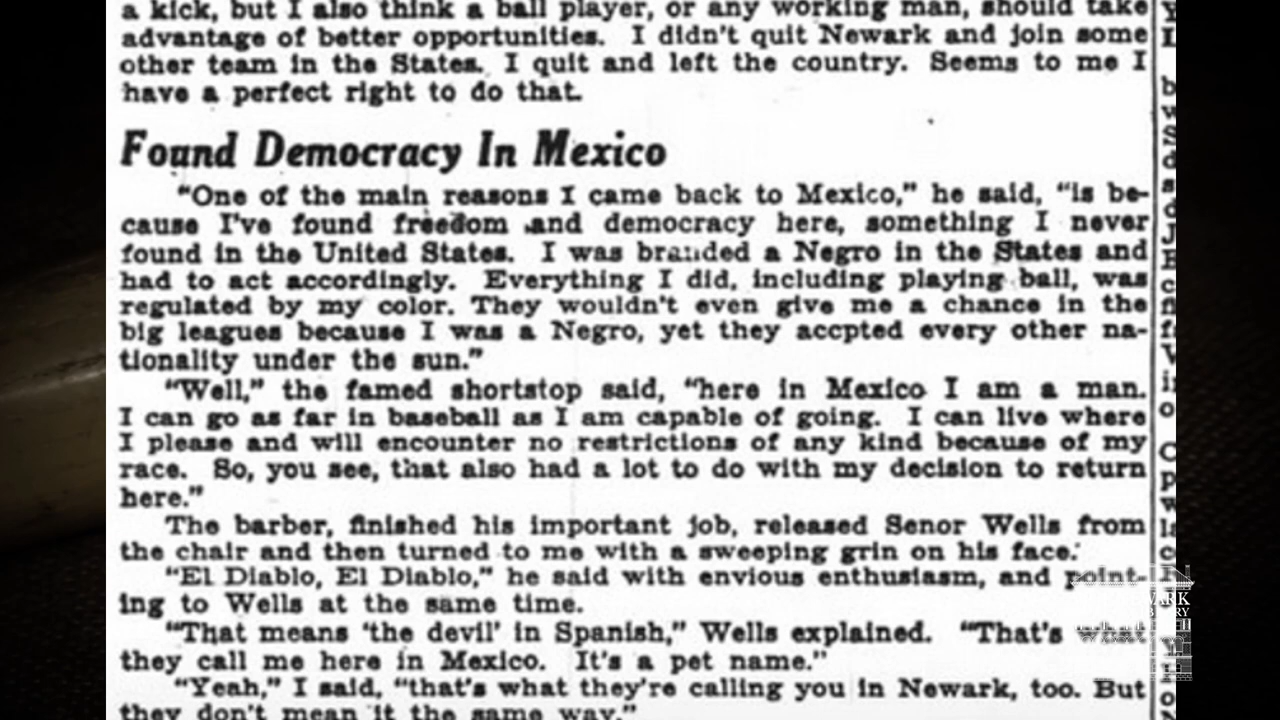 a kick, but I also think a ball player, or any working man, should take
advantage of better opportunities. I didn't quit Newark and join some
other team in the States. I quit and left the country. Seems to me I
have a perfect right to do that.
Found Democracy In Mexico
"One of the main reasons I came back to Mexico," he said, "is be-
cause I've found freedom and democracy here, something I never
found in the United States. I was branded a Negro in the States and
had to act accordingly. Everything I did, including playing ball, was
regulated by my color. They wouldn't even give me a chance in the
big leagues because I was a Negro, yet they accpted every other na-
tionality under the sun."
"Well," the famed shortstop said, "here in Mexico I am a man.
I can go as far in baseball as I am capable of going. I can live where
I please and will encounter no restrictions of any kind because of my
race. So, you see, that also had a lot to do with my decision to return
here."
The barber, finished his important job, released Senor Wells from
the chair and then turned to me with a sweeping grin on his face.
"El Diablo, El Diablo," he said with envious enthusiasm, and point-
ing to Wells at the same time.
"That means 'the devil' in Spanish," Wells explained. "That's what
they call me here in Mexico. It's a pet name."
"Yeah," I said, "that's what they're calling you in Newark, too. But
they don't mean it the same way."